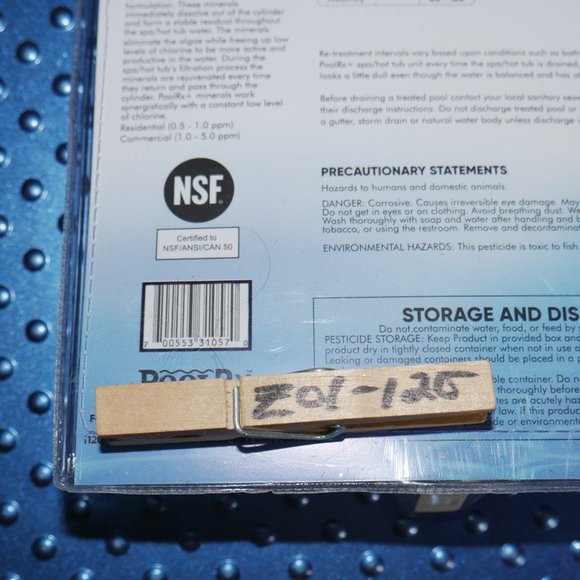 formulation. These minerals
immediately dissolve out of the cylinder
and form a stable residual throughout
the spa/hot tub water. The minerals
eliminate the algae while freeing up low
levels of chlorine to be more active and
productive in the water. During the
spa/hot tub's filtration process the
minerals are rejuvenated every time
they return and pass through the
cylinder. PoolRx+ minerals work
synergistically with a constant low level
of chlorine.
Residential (0.5 - 1.0 ppm)
Commercial (1.0 - 5.0 ppm)
NSF
Certified to
NSF/ANSI/CAN 50
7 00553 31057 0
Re-treatment intervals vary based upon conditions such as
PoolRx+ spa/hot tub unit every time the spa/hot tub is drained,
looks a little dull even though the water is balanced and has
Before draining a treated pool contact your local sanitary
their discharge instructions. Do not discharge treated pool or
a gutter, storm drain or natural water body unless discharge
PRECAUTIONARY STATEMENTS
Hazards to humans and domestic animals.
DANGER: Corrosive. Causes irreversible eye damage. May
Do not get in eyes or on clothing. Avoid breathing dust.
Wash thoroughly with soap and water after handling and
tobacco, or using the restroom. Remove and
ENVIRONMENTAL HAZARDS: This pesticide is toxic to fish
STORAGE AND DIS
Do not contaminate water, food, or feed by
PESTICIDE STORAGE: Keep Product in provided box and
product dry in tightly closed container when not in use
Leaking or damaged containers should be placed in a
container. Do
thoroughly before
are acutely
law. If this
or
Z01-125